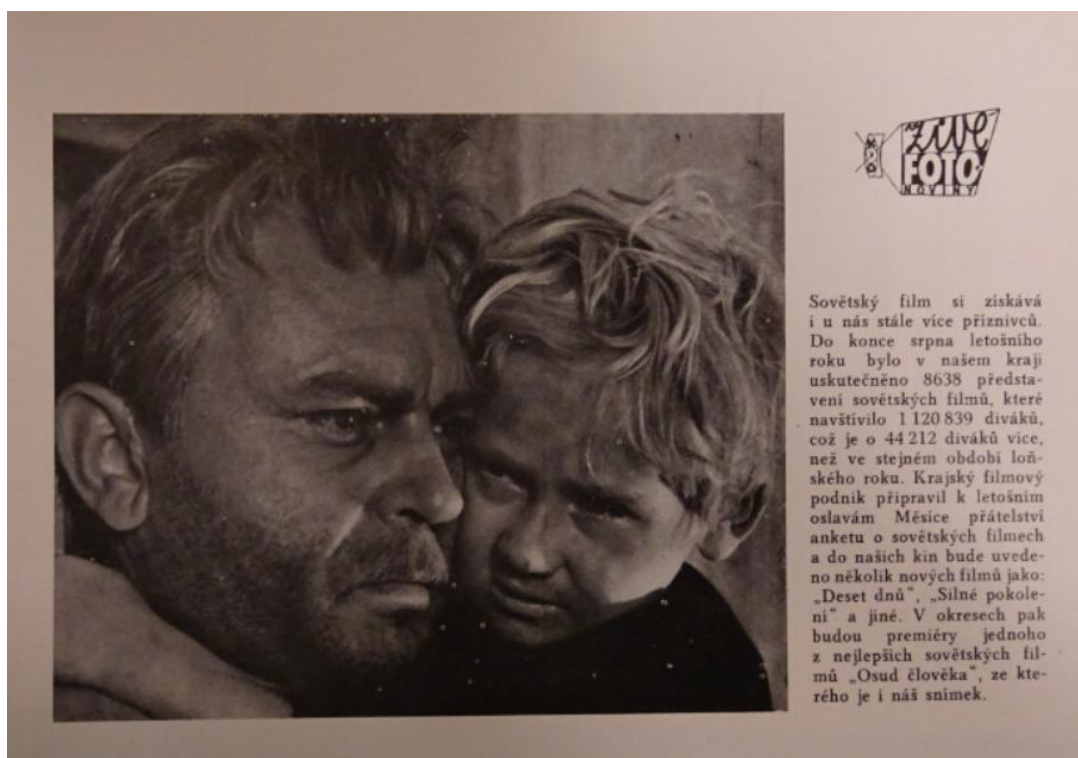 živé
FOTO
NOVINY
Sovětský film si získává
i u nás stále více příznivců.
Do konce srpna letošního
roku bylo v našem kraji
uskutečněno 8638 předsta-
vení sovětských filmů, které
navštívilo 1 120 839 diváků,
což je o 44 212 diváků více,
než ve stejném období loň-
ského roku. Krajský filmový
podnik připravil k letošním
oslavám Měsíce přátelství
anketu o sovětských filmech
a do našich kin bude uvede-
no několik nových filmů jako:
„Deset dnů“, „Silné pokole-
ní“ a jiné. V okresech pak
budou premiéry jednoho
z nejlepších sovětských fil-
mů „Osud člověka“, ze kte-
rého je i náš snímek.